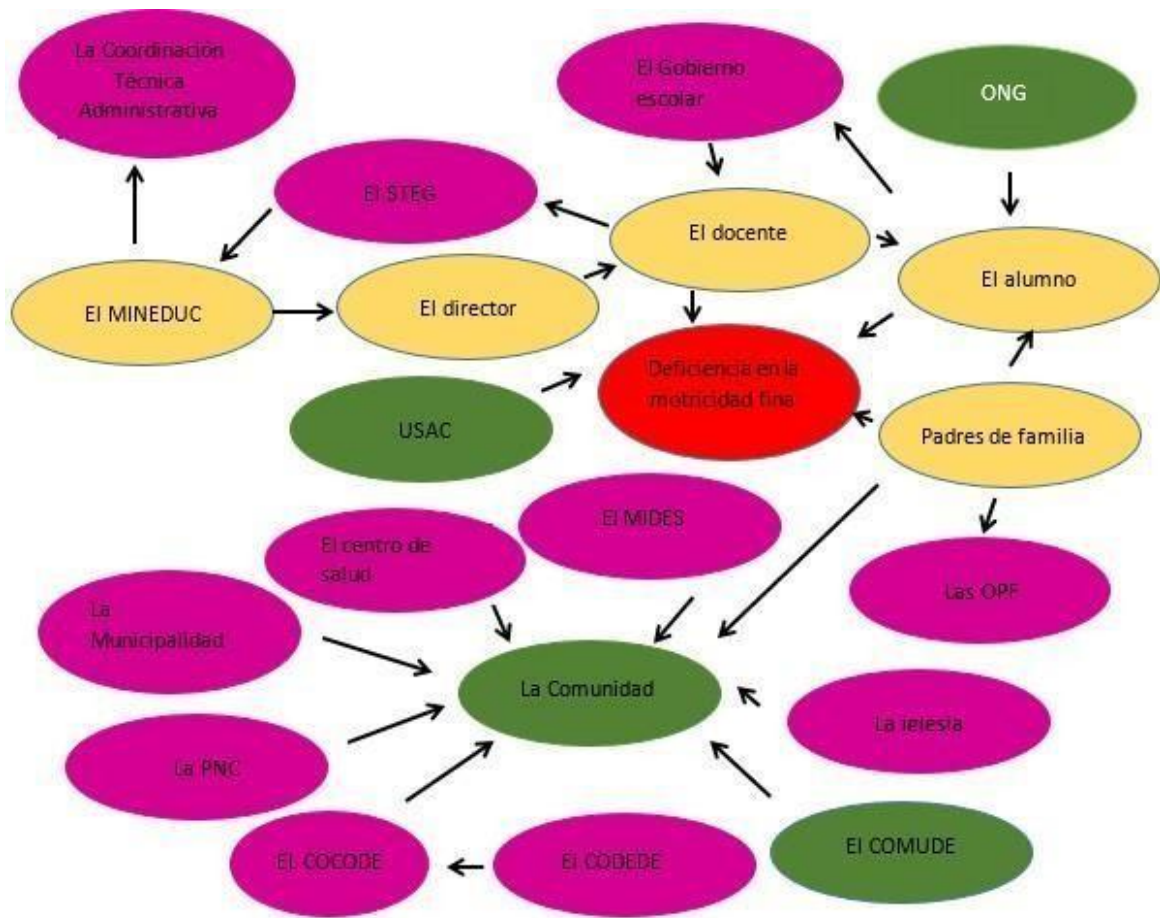 La Coordinación
Técnica
Administrativa
El Gobierno
escolar
ONG
El STEG
El docente
El alumno
El MINEDUC
El director
Deficiencia en la
motricidad fina
USAC
Padres de familia
El MIDES
El centro de
salud
Las OPF
La
Municipalidad
La Comunidad
La iglesia
La PNC
El COMUDE
EL COCODE
El CODEDE